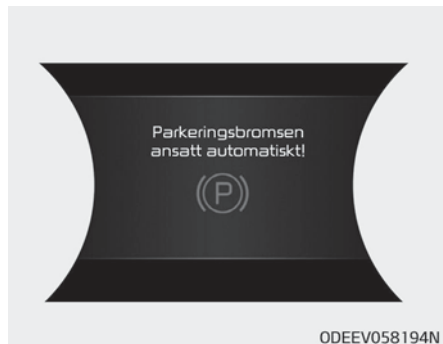 Parkeringsbromsen
ansatt automatiskt!
(P)
ODEEV058194N